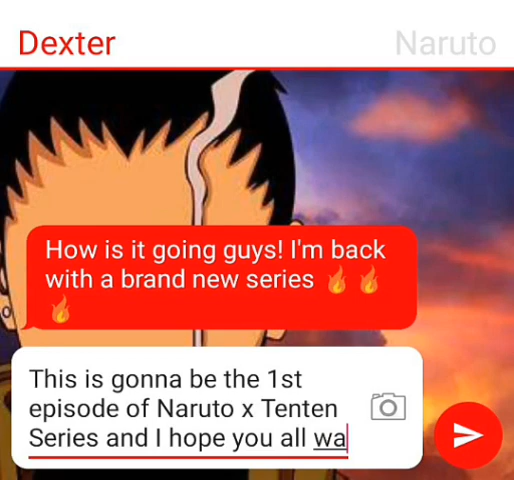 Dexter Naruto
How is it going guys! I'm back
with a brand new series 🔥 🔥
🔥
This is gonna be the 1st
episode of Naruto x Tenten
Series and I hope you all wa